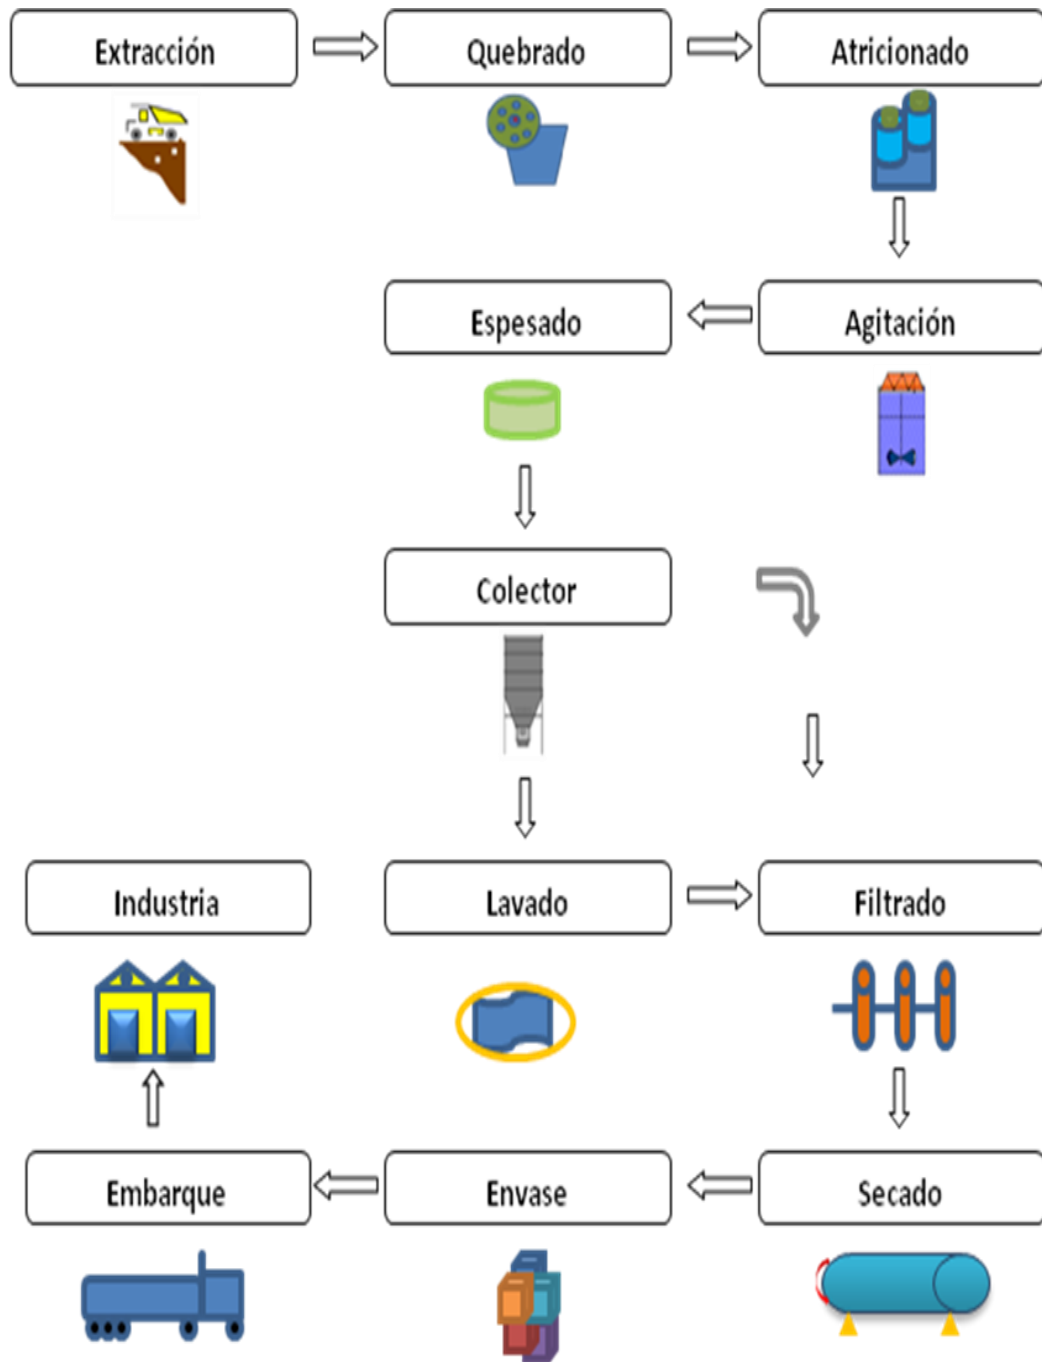 Extracción
Quebrado
Atricionado
Espesado
Agitación
Colector
Industria
Lavado
Filtrado
Embarque
Envase
Secado